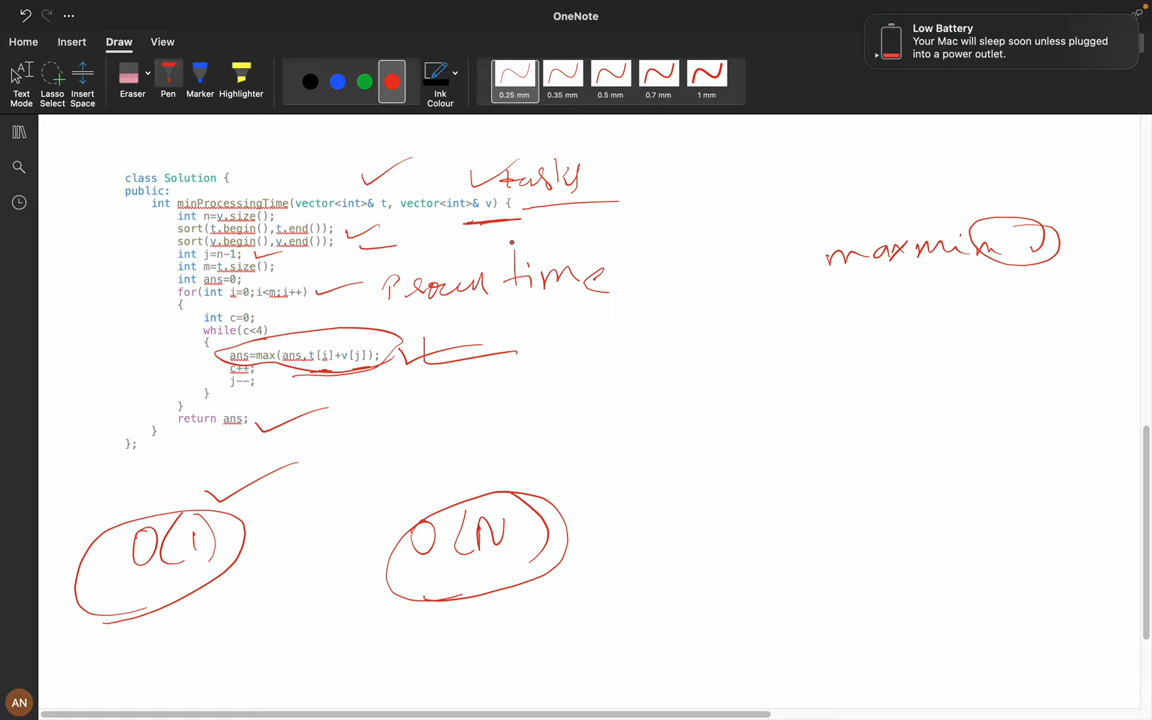 OneNote
Low Battery
Your Mac will sleep soon unless plugged
into a power outlet.
Home Insert Draw View
Text Mode
Lasso Select
Insert Space
Eraser
Pen
Marker
Highlighter
Ink Colour
0.25 mm
0.35 mm
0.5 mm
0.7 mm
1 mm
class Solution {
tasks
public:
int minProcessingTime(vector<int>& t, vector<int>& v) {
int n=v.size();
sort(t.begin(),t.end());
sort(v.begin(),v.end());
int j=n-1;
maxmin
int m=t.size();
int ans=0;
time
for(int i=0;i<m;i++)
{
int c=0;
while(c<4)
{
ans=max(ans,t[i]+v[j]);
c++;
j--;
}
}
return ans;
}
};
O(1) O(N)
AN